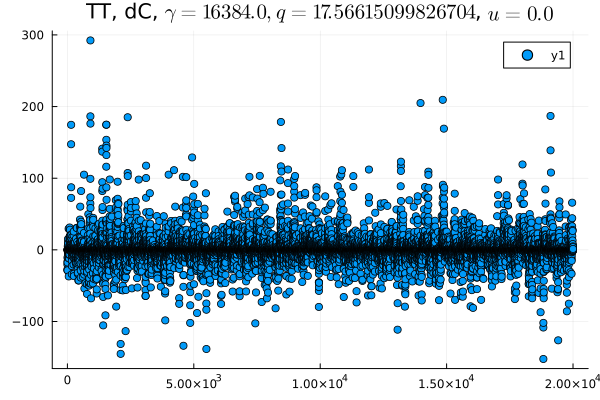 TT, dC, γ = 16384.0, q = 17.56615099826704, u = 0.0
y1
300
200
100
0
−100
0 5.00×10³ 1.00×10⁴ 1.50×10⁴ 2.00×10⁴